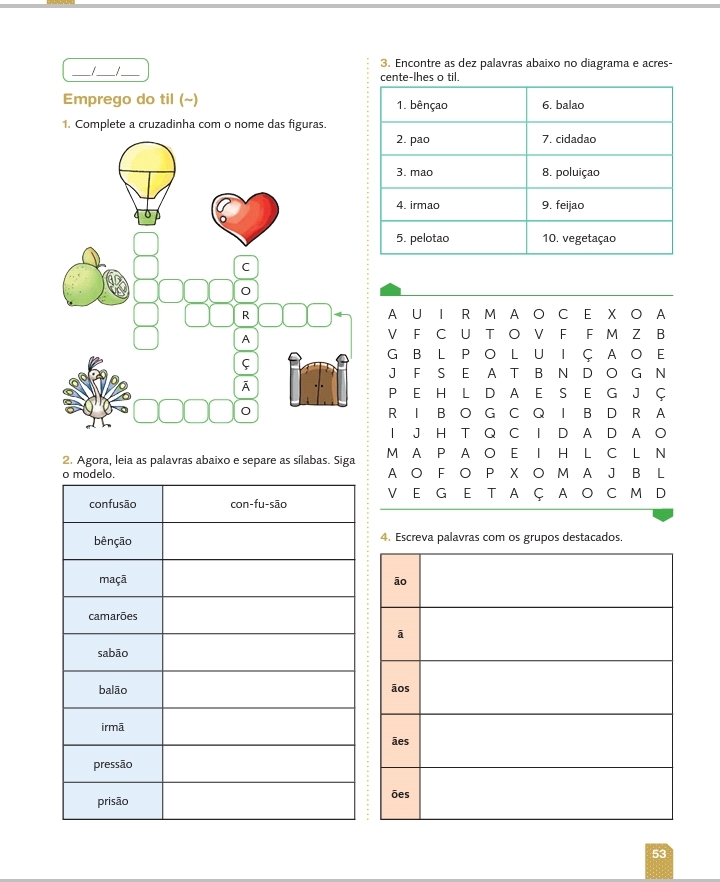 ___/___/___
Emprego do til (~)
1. Complete a cruzadinha com o nome das figuras.
C
O
R
A
Ç
Ã
O
2. Agora, leia as palavras abaixo e separe as sílabas. Siga
o modelo.
confusão con-fu-são
bênção
maçã
camarões
sabão
balão
irmã
pressão
prisão
3. Encontre as dez palavras abaixo no diagrama e acres-
cente-lhes o til.
1. bênçao 6. balao
2. pao 7. cidadao
3. mao 8. poluiçao
4. irmao 9. feijao
5. pelotao 10. vegetaçao
A U I R M A O C E X O A
V F C U T O V F F M Z B
G B L P O L U I Ç A O E
J F S E A T B N D O G N
P E H L D A E S E G J Ç
R I B O G C Q I B D R A
I J H T Q C I D A D A O
M A P A O E I H L C L N
A O F O P X O M A J B L
V E G E T A Ç A O C M D
4. Escreva palavras com os grupos destacados.
ão
ã
ãos
ães
ões
53